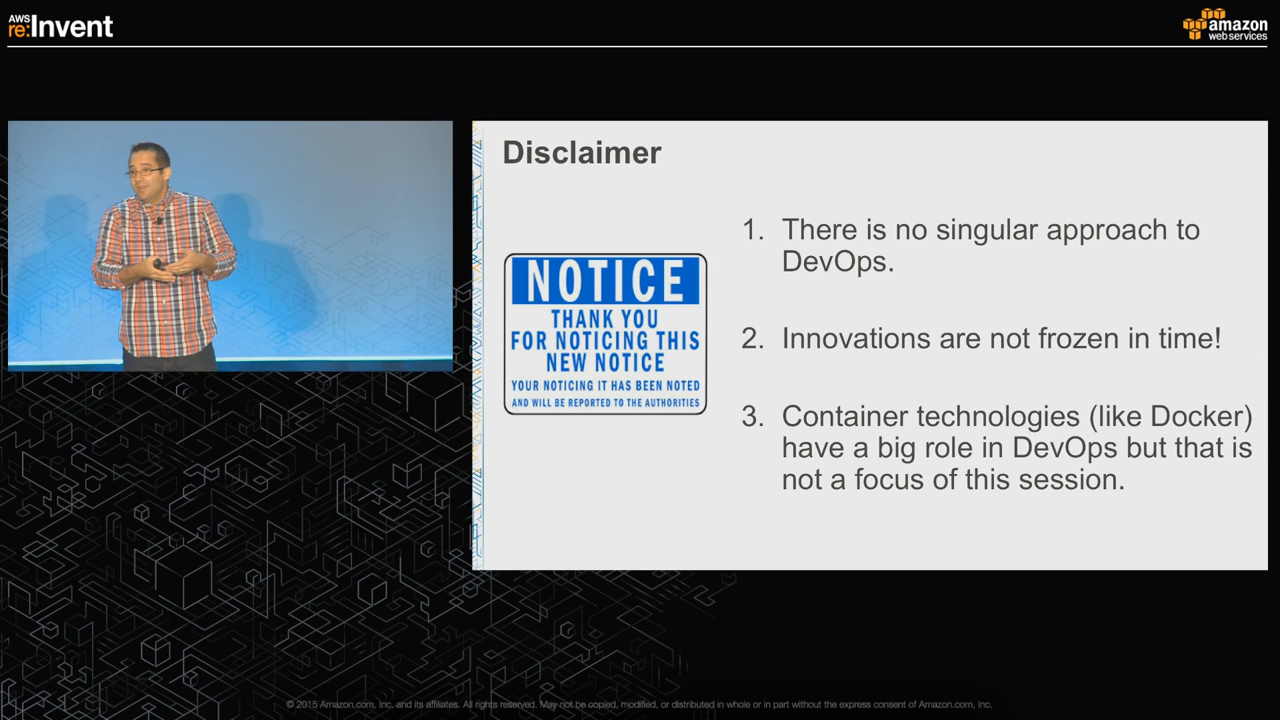 AWS
re:Invent
amazon
web services
Disclaimer
NOTICE
THANK YOU
FOR NOTICING THIS
NEW NOTICE
YOUR NOTICING IT HAS BEEN NOTED
AND WILL BE REPORTED TO THE AUTHORITIES
1. There is no singular approach to
DevOps.
2. Innovations are not frozen in time!
3. Container technologies (like Docker)
have a big role in DevOps but that is
not a focus of this session.
© 2015 Amazon.com, Inc. and its affiliates. All rights reserved. May not be copied, modified, or distributed in whole or in part without the express consent of Amazon.com, Inc.